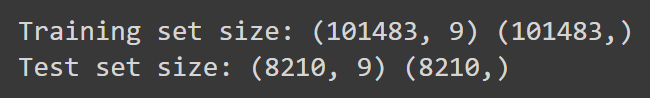 Training set size: (101483, 9) (101483,)
Test set size: (8210, 9) (8210,)